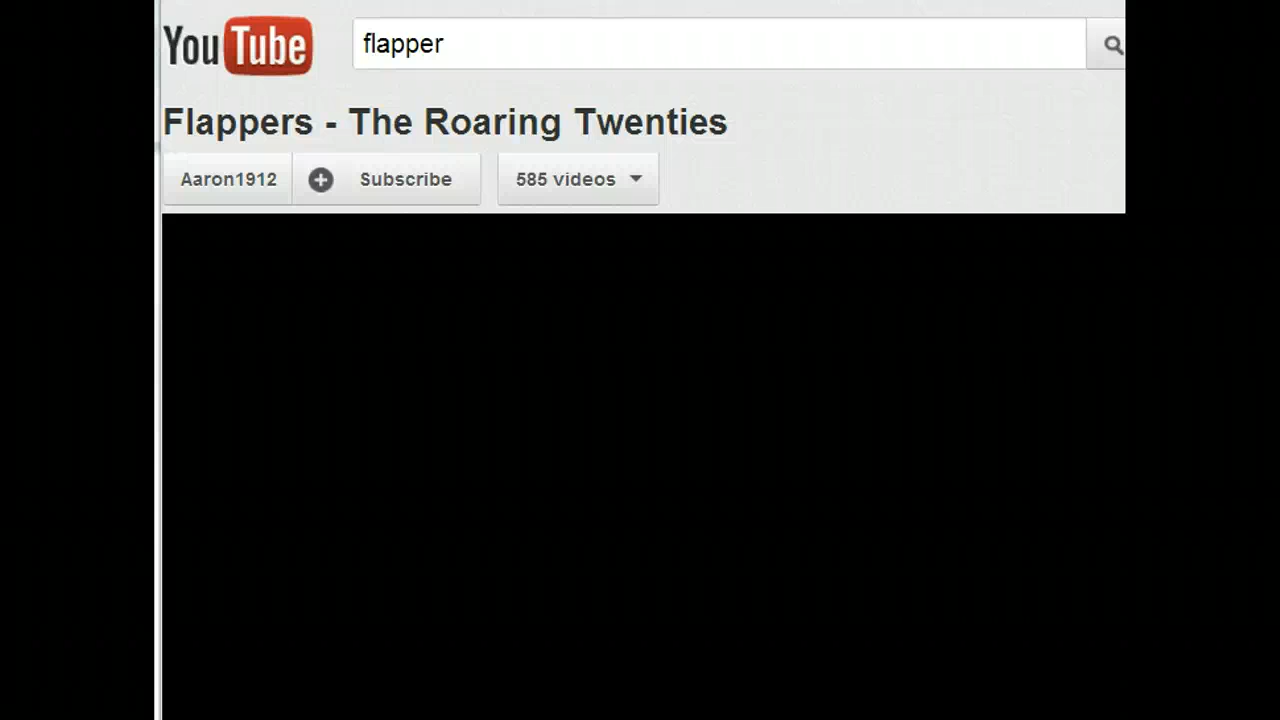 YouTube flapper
Flappers - The Roaring Twenties
Aaron1912 Subscribe 585 videos